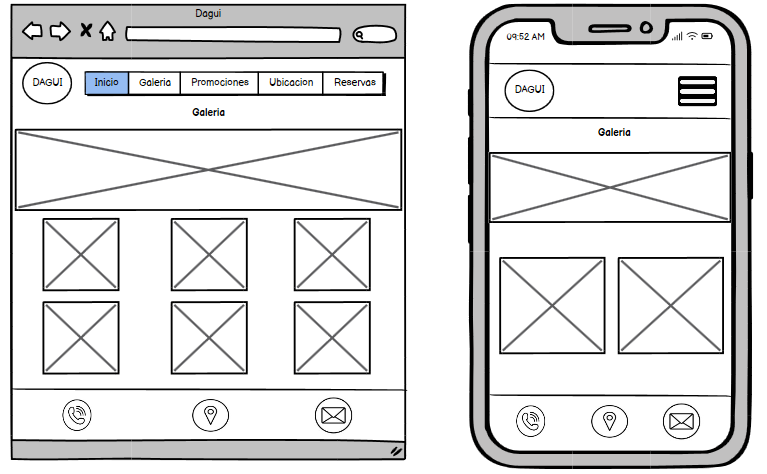 Dagui
DAGUI
Inicio Galeria Promociones Ubicacion Reservas
Galeria
09:52 AM
DAGUI
Galeria